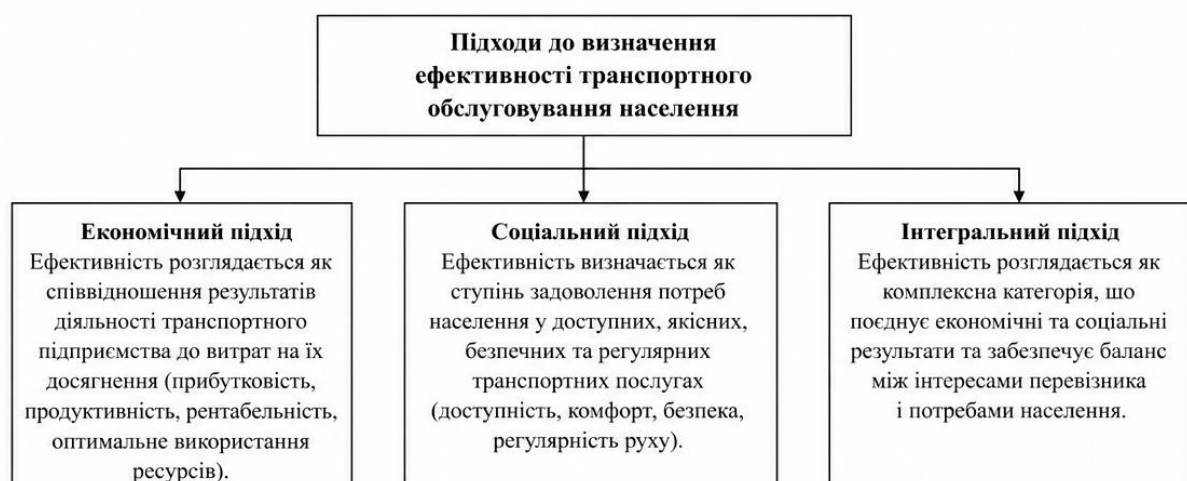 Підходи до визначення
ефективності транспортного
обслуговування населення
Економічний підхід
Ефективність розглядається як
співвідношення результатів
діяльності транспортного
підприємства до витрат на їх
досягнення (прибутковість,
продуктивність, рентабельність,
оптимальне використання
ресурсів).
Соціальний підхід
Ефективність визначається як
ступінь задоволення потреб
населення у доступних, якісних,
безпечних та регулярних
транспортних послугах
(доступність, комфорт, безпека,
регулярність руху).
Інтегральний підхід
Ефективність розглядається як
комплексна категорія, що
поєднує економічні та соціальні
результати та забезпечує баланс
між інтересами перевізника
і потребами населення.